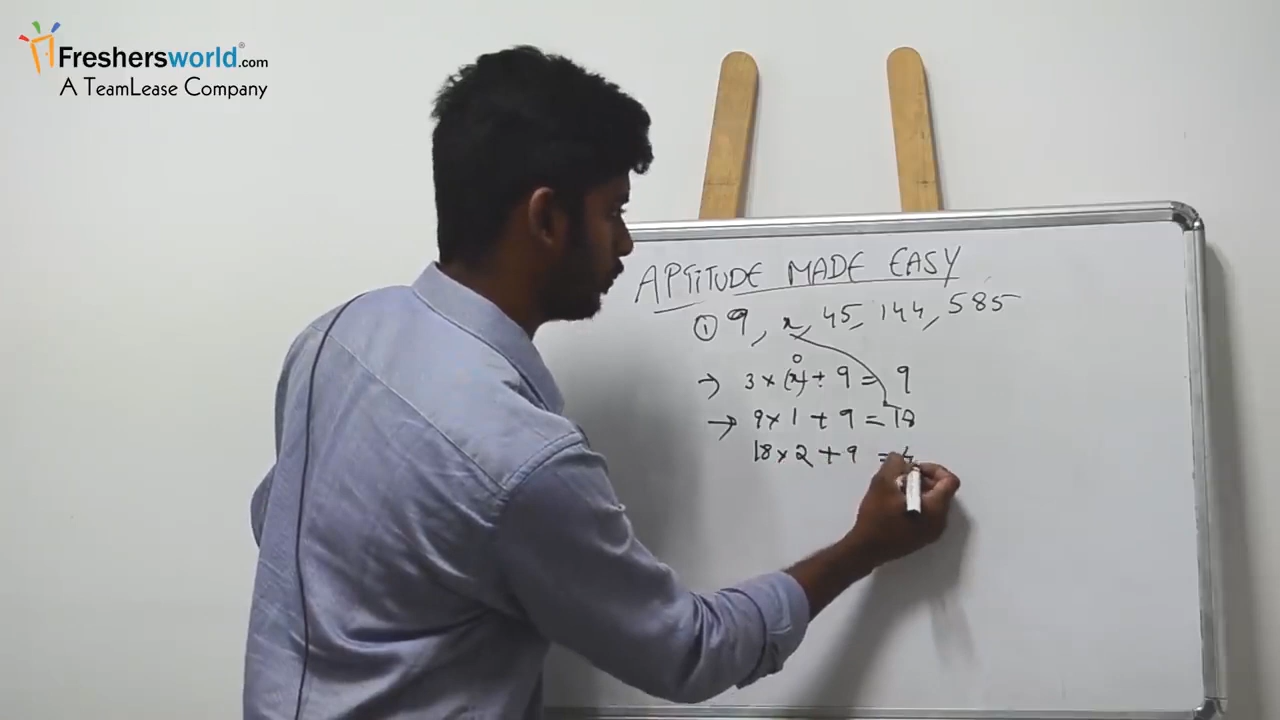 Freshersworld.com
A TeamLease Company
APTITUDE MADE EASY
① 9, x, 45, 144, 585
0
→ 3 × (x) + 9 = 9
→ 9 × 1 + 9 = 18
18 × 2 + 9 = 4